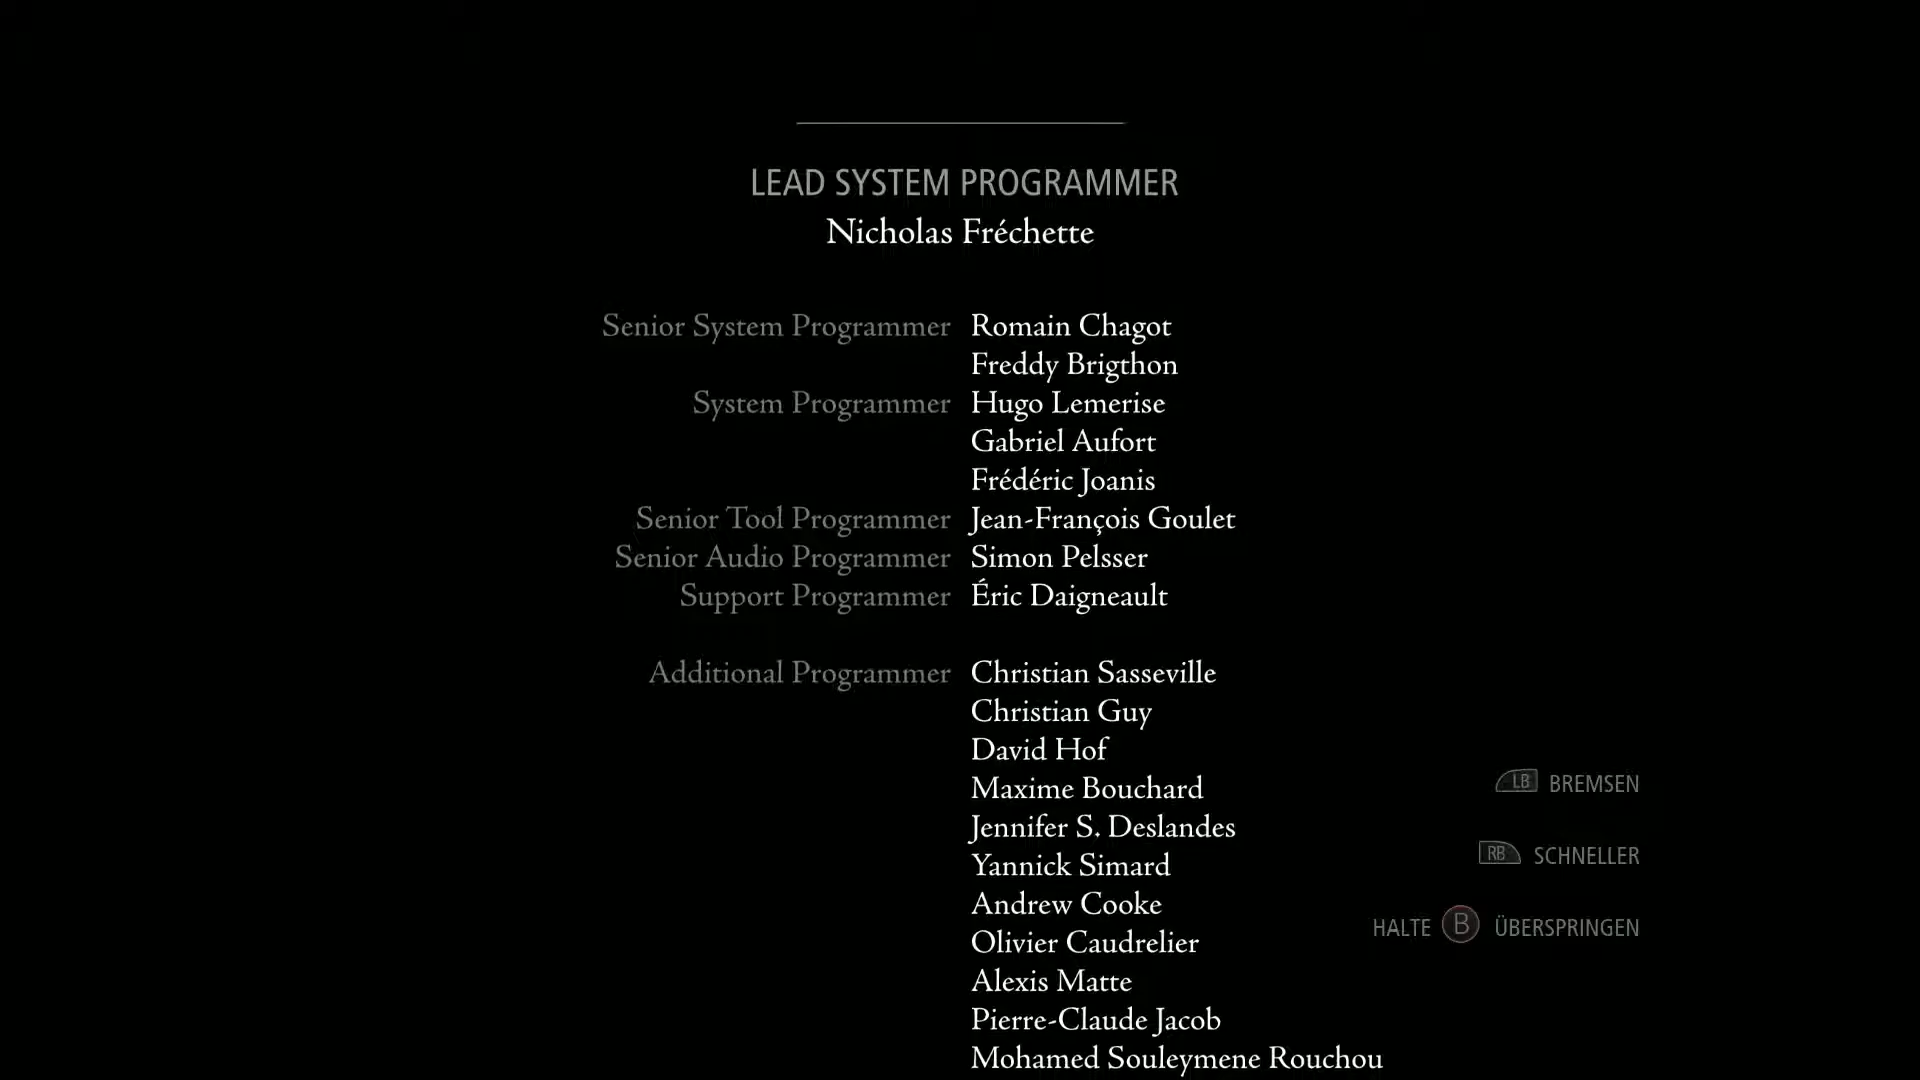 LEAD SYSTEM PROGRAMMER
Nicholas Fréchette
Senior System Programmer Romain Chagot
Freddy Brigthon
System Programmer Hugo Lemerise
Gabriel Aufort
Frédéric Joanis
Senior Tool Programmer Jean-François Goulet
Senior Audio Programmer Simon Pelsser
Support Programmer Éric Daigneault
Additional Programmer Christian Sasseville
Christian Guy
David Hof
Maxime Bouchard
Jennifer S. Deslandes
Yannick Simard
Andrew Cooke
Olivier Caudrelier
Alexis Matte
Pierre-Claude Jacob
Mohamed Souleymene Rouchou
LB BREMSEN
RB SCHNELLER
HALTE B ÜBERSPRINGEN